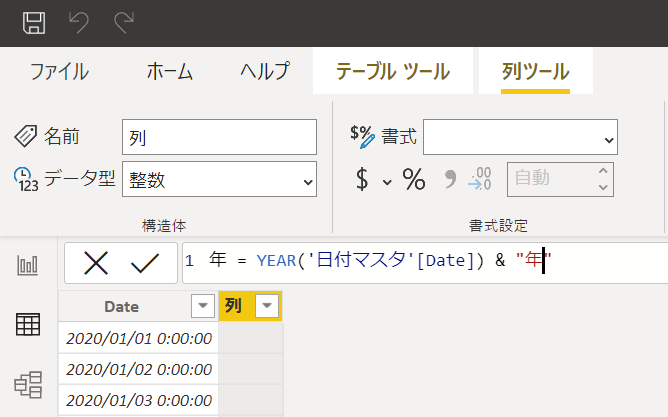 ファイル ホーム ヘルプ テーブル ツール 列ツール
名前 列
$% 書式
123 データ型 整数
$ % 9 .00 .0 自動
構造体 書式設定
1 年 = YEAR('日付マスタ'[Date]) & "年"
Date 列
2020/01/01 0:00:00
2020/01/02 0:00:00
2020/01/03 0:00:00